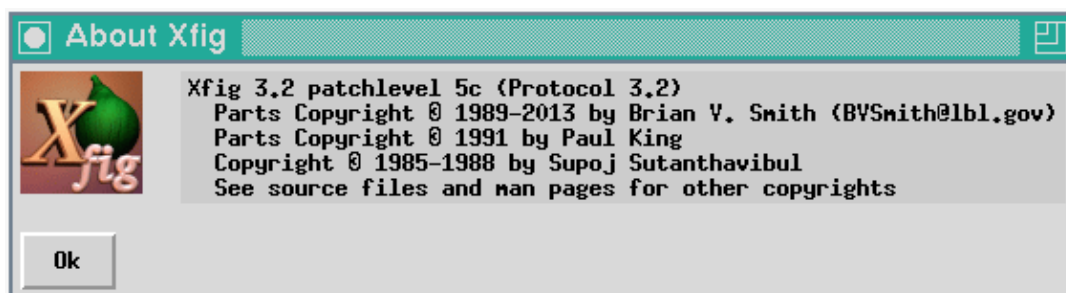 About Xfig
Xfig
Xfig 3.2 patchlevel 5c (Protocol 3.2)
Parts Copyright © 1989-2013 by Brian V. Smith (BVSmith@lbl.gov)
Parts Copyright © 1991 by Paul King
Copyright © 1985-1988 by Supoj Sutanthavibul
See source files and man pages for other copyrights
Ok